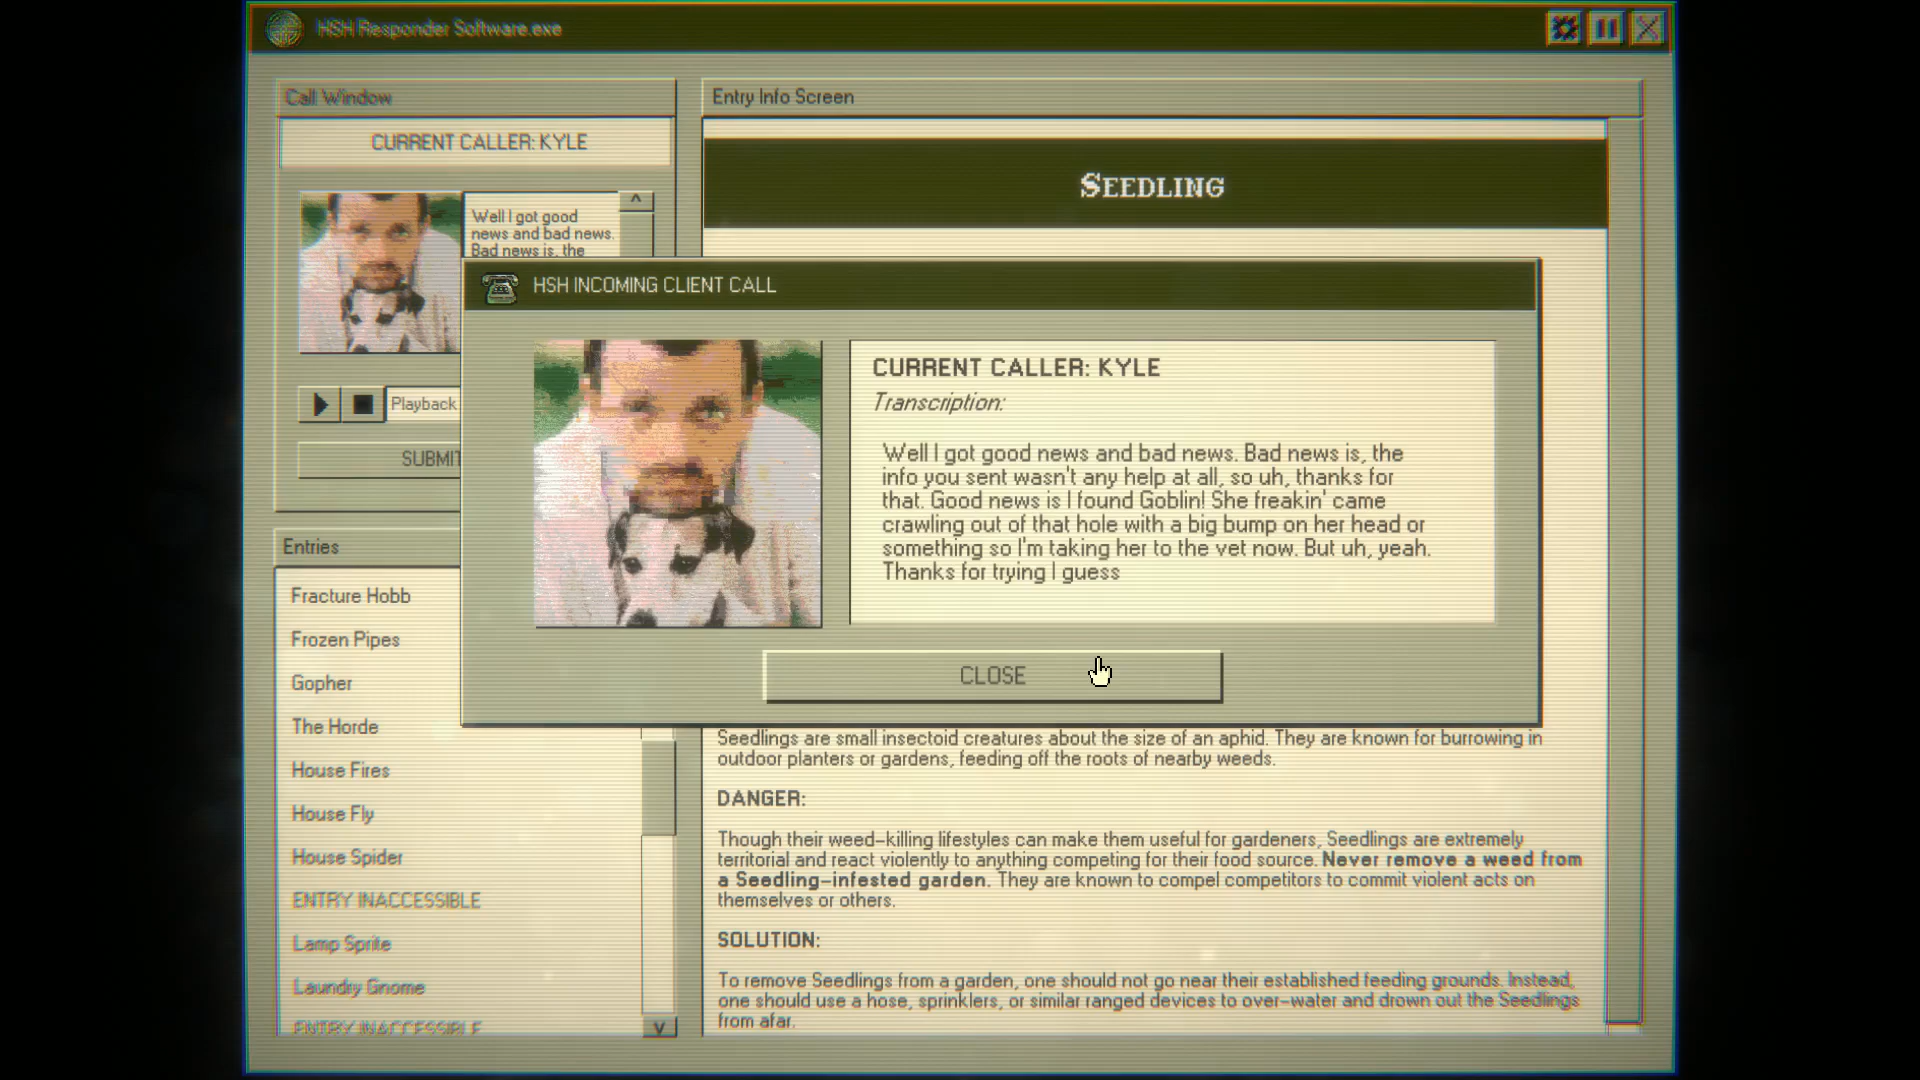 HSH Responder Software.exe
Call Window
CURRENT CALLER: KYLE
Well I got good
news and bad news.
Bad news is, the
^
Playback
SUBMIT
Entries
Fracture Hobb
Frozen Pipes
Gopher
The Horde
House Fires
House Fly
House Spider
ENTRY INACCESSIBLE
Lamp Sprite
Laundry Gnome
ENTRY INACCESSIBLE
V
Entry Info Screen
SEEDLING
HSH INCOMING CLIENT CALL
CURRENT CALLER: KYLE
Transcription:
Well I got good news and bad news. Bad news is, the
info you sent wasn't any help at all, so uh, thanks for
that. Good news is I found Goblin! She freakin' came
crawling out of that hole with a big bump on her head or
something so I'm taking her to the vet now. But uh, yeah.
Thanks for trying I guess
CLOSE
Seedlings are small insectoid creatures about the size of an aphid. They are known for burrowing in
outdoor planters or gardens, feeding off the roots of nearby weeds.
DANGER:
Though their weed-killing lifestyles can make them useful for gardeners, Seedlings are extremely
territorial and react violently to anything competing for their food source. Never remove a weed from
a Seedling-infested garden. They are known to compel competitors to commit violent acts on
themselves or others.
SOLUTION:
To remove Seedlings from a garden, one should not go near their established feeding grounds. Instead,
one should use a hose, sprinklers, or similar ranged devices to over-water and drown out the Seedlings
from afar.